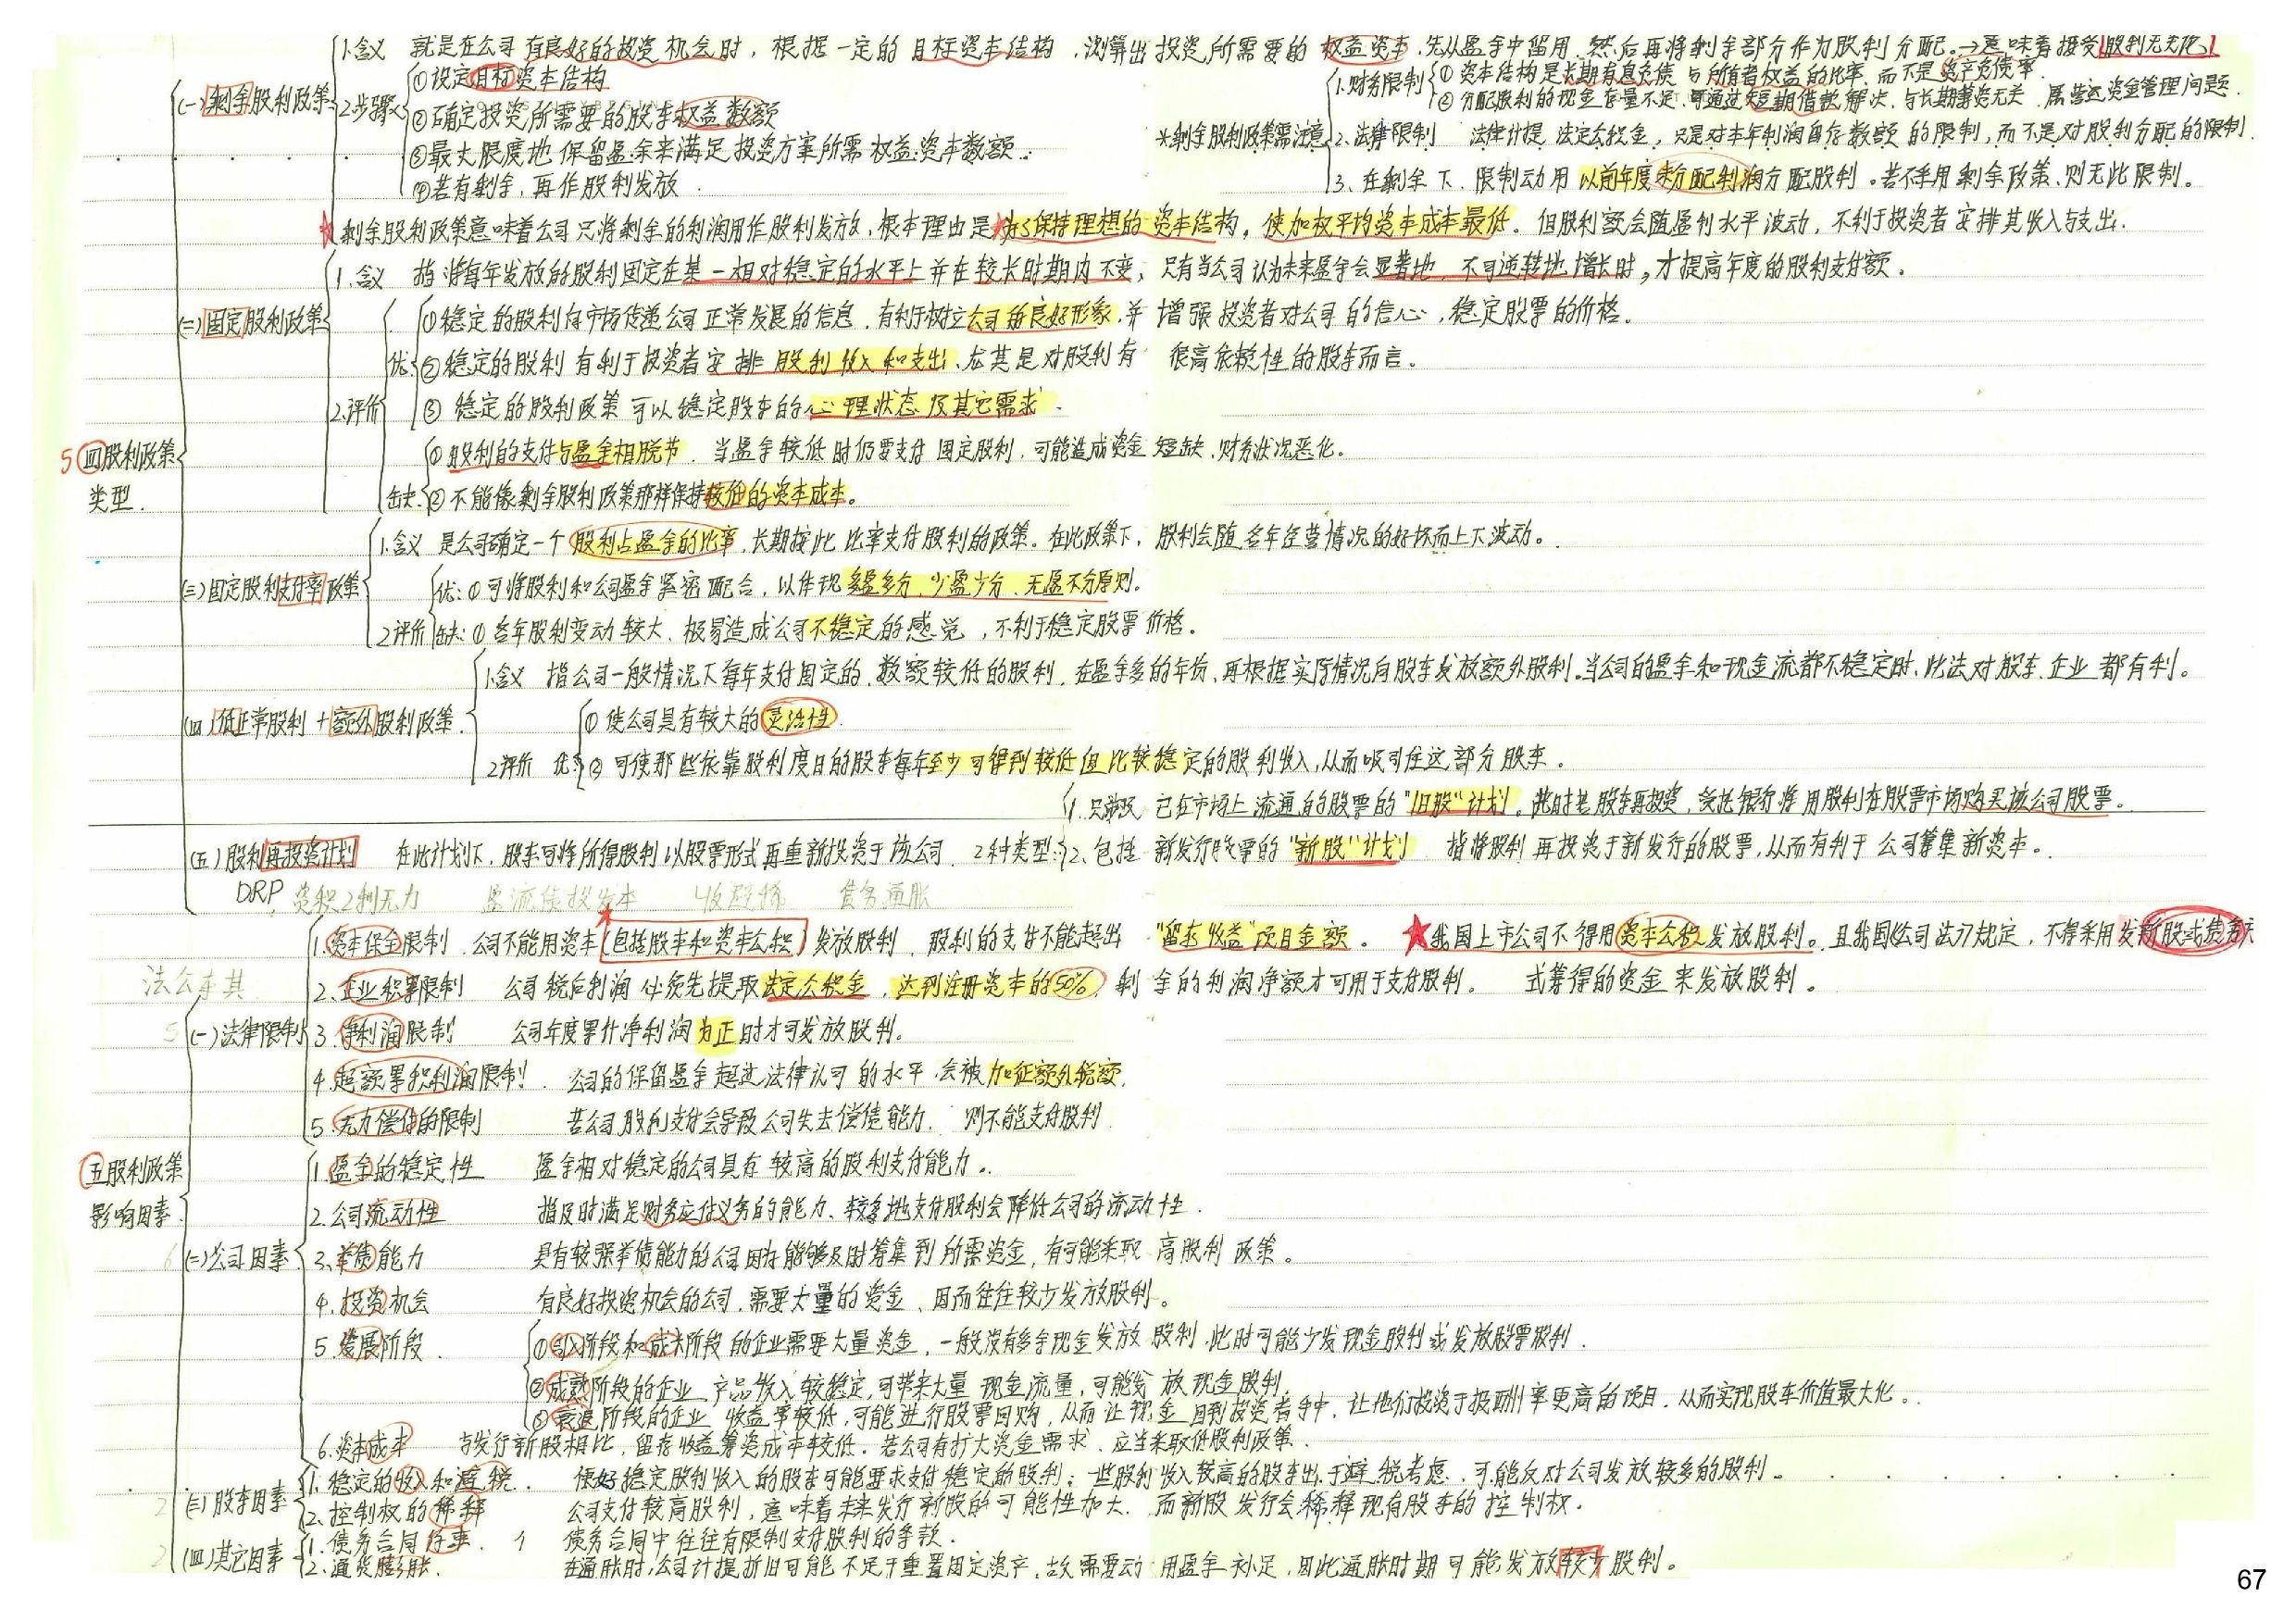 四股利政策类型.
(一)剩余股利政策
1.含义 就是在公司有良好的投资机会时，根据一定的目标资本结构，测算出投资所需要的权益资本，先从盈余中留用，然后再将剩余部分作为股利分配。→意味着接受股利无关论
2.步骤
①设定目标资本结构
②确定投资所需要的股东权益数额
③最大限度地保留盈余来满足投资方案所需权益资本数额.
④若有剩余，再作股利发放.
*剩余股利政策需注意
1.财务限制 ①资本结构是长期有息负债与所有者权益的比率，而不是资产负债率.
②分配股利的现金存量不足，可通过短期借款解决，与长期筹资无关，属营运资金管理问题.
2.法律限制 法律计提法定公积金，只是对本年利润留存数额的限制，而不是对股利分配的限制.
3.在剩余下，限制动用以前年度未分配利润分配股利。若不采用剩余政策，则无此限制。
★剩余股利政策意味着公司只将剩余的利润用作股利发放，根本理由是为了保持理想的资本结构，使加权平均资本成本最低。但股利额会随盈利水平波动，不利于投资者安排其收入与支出.
(二)固定股利政策
1.含义 指将每年发放的股利固定在某一相对稳定的水平上并在较长时期内不变，只有当公司认为未来盈余会显著地、不可逆转地增长时，才提高年度的股利支付额。
2.评价
优:
①稳定的股利向市场传递公司正常发展的信息，有利于树立公司的良好形象，并增强投资者对公司的信心，稳定股票的价格。
②稳定的股利有利于投资者安排股利收入和支出，尤其是对股利有很高依赖性的股东而言。
③稳定的股利政策可以稳定股东的心理状态及其它需求.
缺:
①股利的支付与盈余相脱节.当盈余较低时仍要支付固定股利，可能造成资金短缺，财务状况恶化。
②不能像剩余股利政策那样保持较低的资本成本。
(三)固定股利支付率政策
1.含义 是公司确定一个股利占盈余的比率，长期按此比率支付股利的政策。在此政策下，股利会随各年经营情况的好坏而上下波动。
2.评价
优:①可将股利和公司盈余紧密配合，以体现多盈多分、少盈少分、无盈不分原则.
缺:①各年股利变动较大，极易造成公司不稳定的感觉，不利于稳定股票价格。
(四)低正常股利+额外股利政策.
1.含义 指公司一般情况下每年支付固定的、数额较低的股利，在盈余多的年份，再根据实际情况向股东发放额外股利。当公司的盈余和现金流都不稳定时，此法对股东、企业都有利。
2.评价 优:
①使公司具有较大的灵活性.
②可使那些依靠股利度日的股东每年至少可得到较低但比较稳定的股利收入，从而吸引住这部分股东.
(五)股利再投资计划 在此计划下，股东可将所得股利以股票形式再重新投资于该公司，2种类型:
DRP
1.只涉及已在市场上流通的股票的"旧股"计划。此时若股东再投资，受托银行将用股利在股票市场购买该公司股票。
2.包括新发行股票的"新股"计划 指将股利再投资于新发行的股票，从而有利于公司筹集新资本。
资积2利无力 盈流债投发本 收避稀 债务通胀
五股利政策影响因素.
法公东其
(一)法律限制
1.资本保全限制.公司不能用资本(包括股本和资本公积)发放股利，股利的支付不能超出"留存收益"项目金额。 ★我国上市公司不得用资本公积发放股利。且我国公司法规定，不得采用发新股或债方式筹得的资金来发放股利。
2.企业积累限制 公司税后利润必须先提取法定公积金，达到注册资本的50%，剩余的利润净额才可用于支付股利。
3.净利润限制 公司年度累计净利润为正时才可发放股利。
4.超额累积利润限制.公司的保留盈余超过法律认可的水平，会被加征额外税额.
5.无力偿付的限制 若公司股利支付会导致公司失去偿债能力，则不能支付股利
(二)公司因素
1.盈余的稳定性 盈余相对稳定的公司具有较高的股利支付能力。
2.公司流动性 指及时满足财务应付义务的能力、较多地支付股利会降低公司的流动性.
3.举债能力 具有较强举债能力的公司因为能够及时筹集到所需资金，有可能采取高股利政策。
4.投资机会 有良好投资机会的公司，需要大量的资金，因而往往较少发放股利。
5.发展阶段.
①引入阶段和成长阶段的企业需要大量资金，一般没有多余现金发放股利，此时可能少发现金股利或发放股票股利.
②成熟阶段的企业产品收入较稳定，可带来大量现金流量，可能发放现金股利.
③衰退阶段的企业收益率较低，可能进行股票回购，从而让现金回到投资者手中，让他们投资于报酬率更高的项目，从而实现股东价值最大化。
6.资本成本 与发行新股相比，留存收益筹资成本较低.若公司有扩大资金需求，应当采取低股利政策.
(三)股东因素
1.稳定的收入和避税. 偏好稳定股利收入的股东可能要求支付稳定的股利；一些股利收入较高的股东出于避税考虑，可能反对公司发放较多的股利。
2.控制权的稀释 公司支付较高股利，意味着未来发行新股的可能性加大，而新股发行会稀释现有股东的控制权.
(四)其它因素
1.债务合同约束. 债务合同中往往有限制支付股利的条款.
2.通货膨胀. 在通胀时，公司计提折旧可能不足于重置固定资产，故需要动用盈余补足，因此通胀时期可能发放较少股利。
67